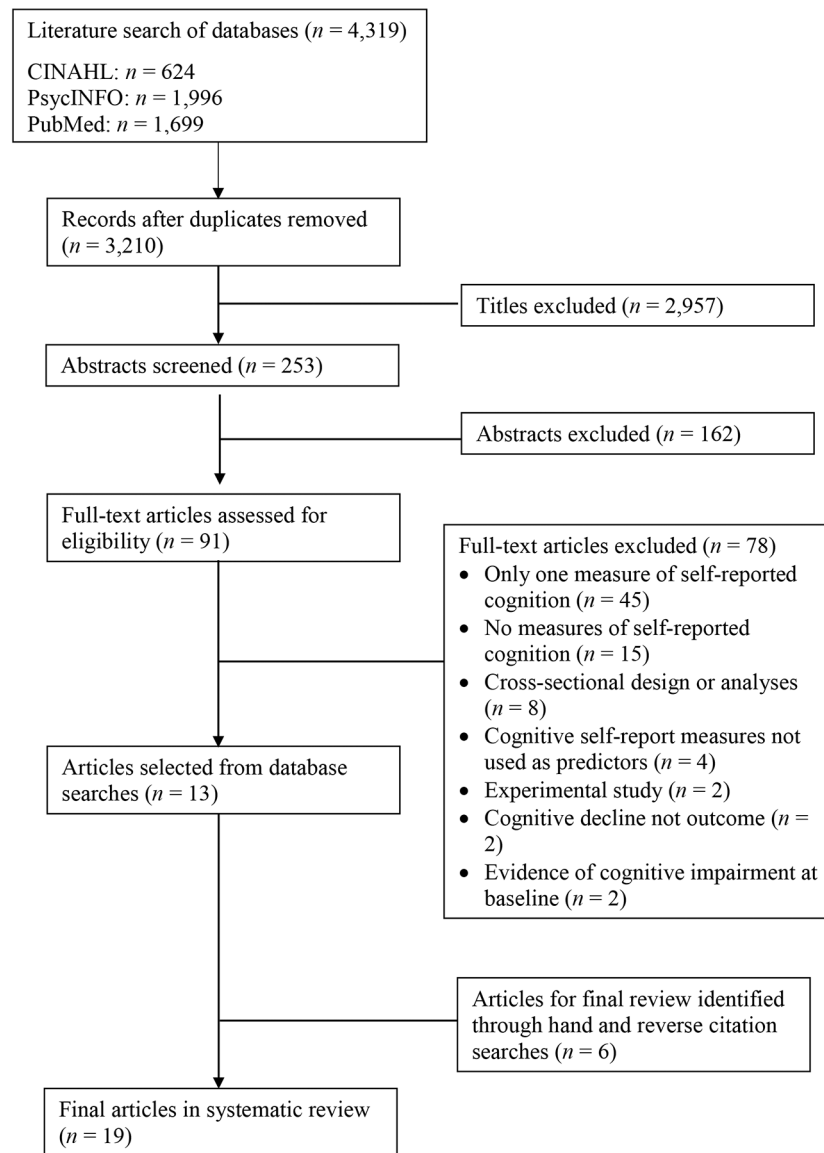 Literature search of databases (n = 4,319)
CINAHL: n = 624
PsycINFO: n = 1,996
PubMed: n = 1,699
Records after duplicates removed
(n = 3,210)
Titles excluded (n = 2,957)
Abstracts screened (n = 253)
Abstracts excluded (n = 162)
Full-text articles assessed for
eligibility (n = 91)
Full-text articles excluded (n = 78)
• Only one measure of self-reported
cognition (n = 45)
• No measures of self-reported
cognition (n = 15)
• Cross-sectional design or analyses
(n = 8)
• Cognitive self-report measures not
used as predictors (n = 4)
• Experimental study (n = 2)
• Cognitive decline not outcome (n =
2)
• Evidence of cognitive impairment at
baseline (n = 2)
Articles selected from database
searches (n = 13)
Articles for final review identified
through hand and reverse citation
searches (n = 6)
Final articles in systematic review
(n = 19)